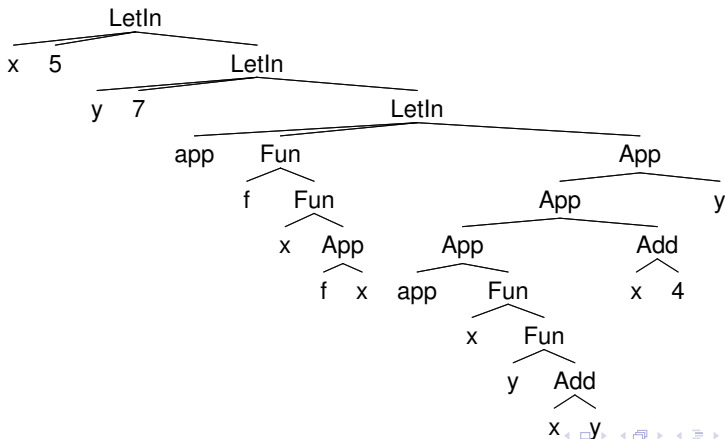 LetIn
x 5 LetIn
y 7 LetIn
app Fun App
f Fun App y
x App App Add
f x app Fun x 4
x Fun
y Add
x y